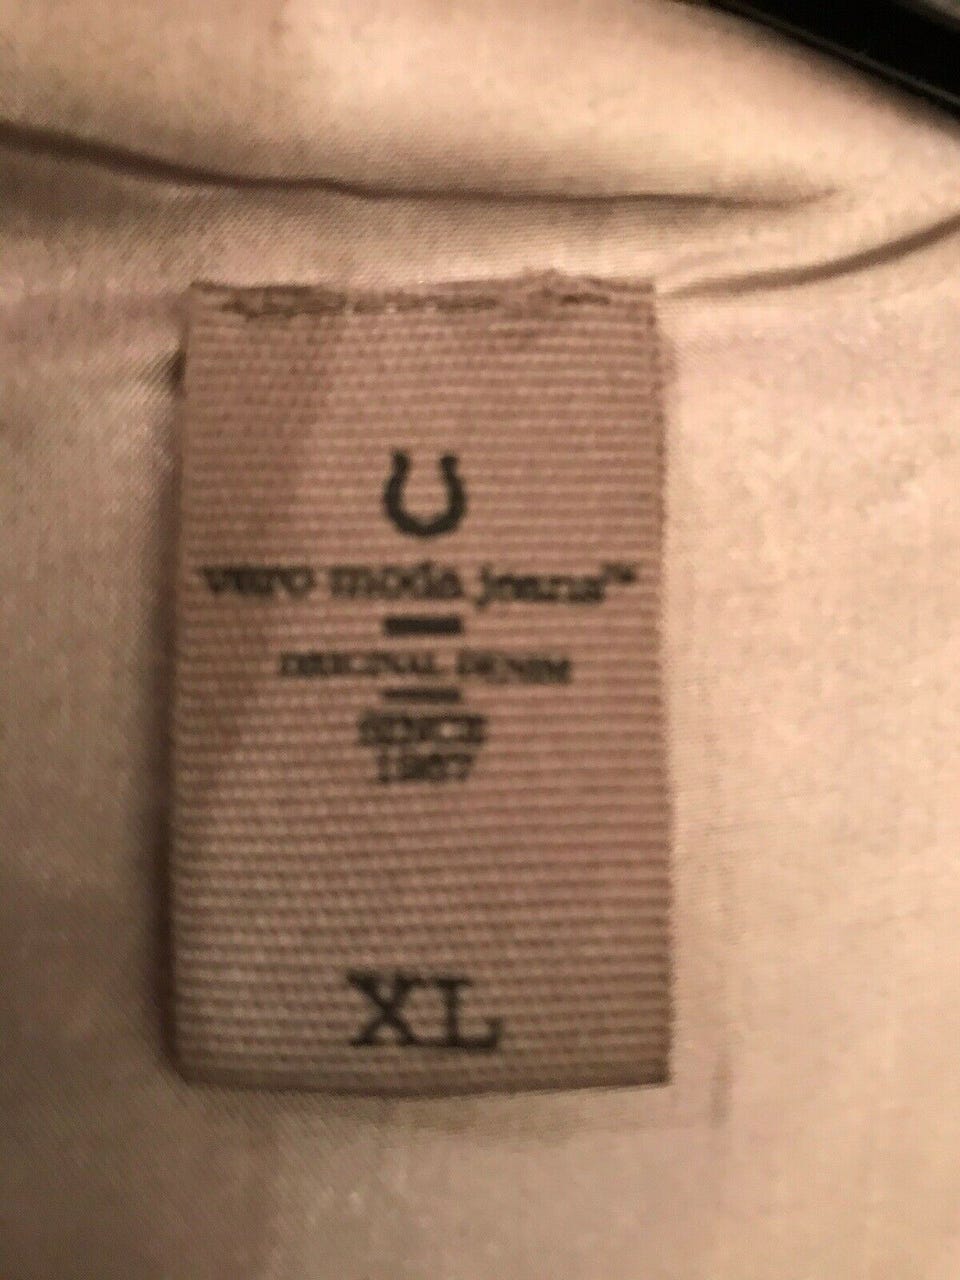 vero moda jeans™
ORIGINAL DENIM
SINCE
1987
XL